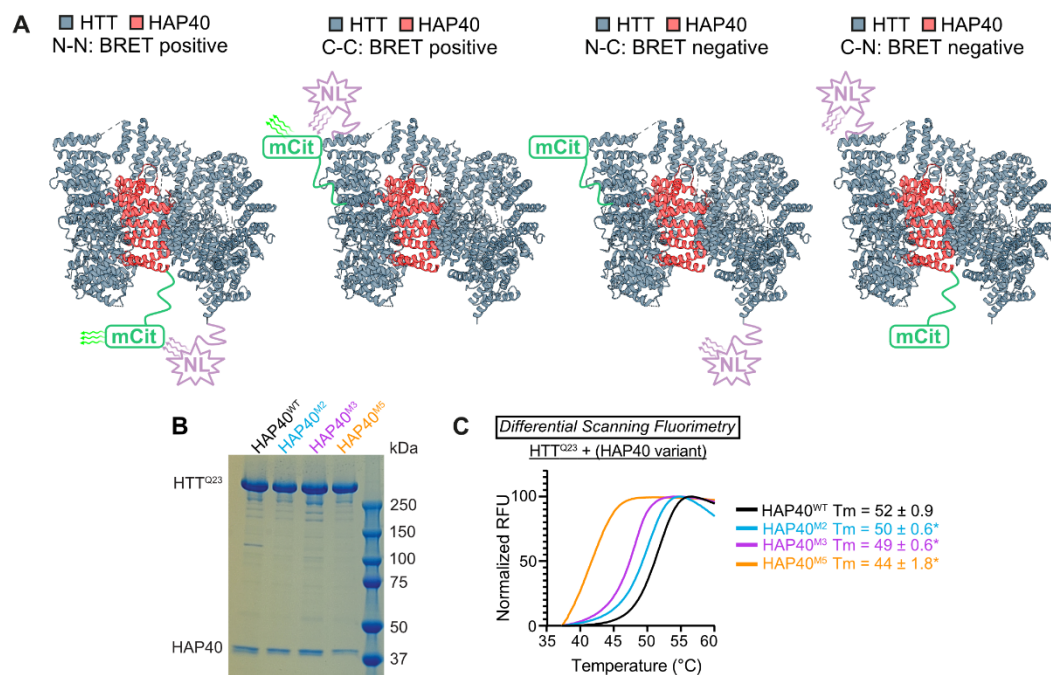 A
HTT HAP40
N-N: BRET positive
HTT HAP40
C-C: BRET positive
HTT HAP40
N-C: BRET negative
HTT HAP40
C-N: BRET negative
mCit
NL
NL
mCit
mCit
NL
NL
mCit
B
HAP40WT
HAP40M2
HAP40M3
HAP40M5
kDa
HTTQ23
250
150
100
75
50
HAP40
37
C
Differential Scanning Fluorimetry
HTTQ23 + (HAP40 variant)
Normalized RFU
100
50
0
35 40 45 50 55 60
Temperature (°C)
HAP40WT Tm = 52 ± 0.9
HAP40M2 Tm = 50 ± 0.6*
HAP40M3 Tm = 49 ± 0.6*
HAP40M5 Tm = 44 ± 1.8*